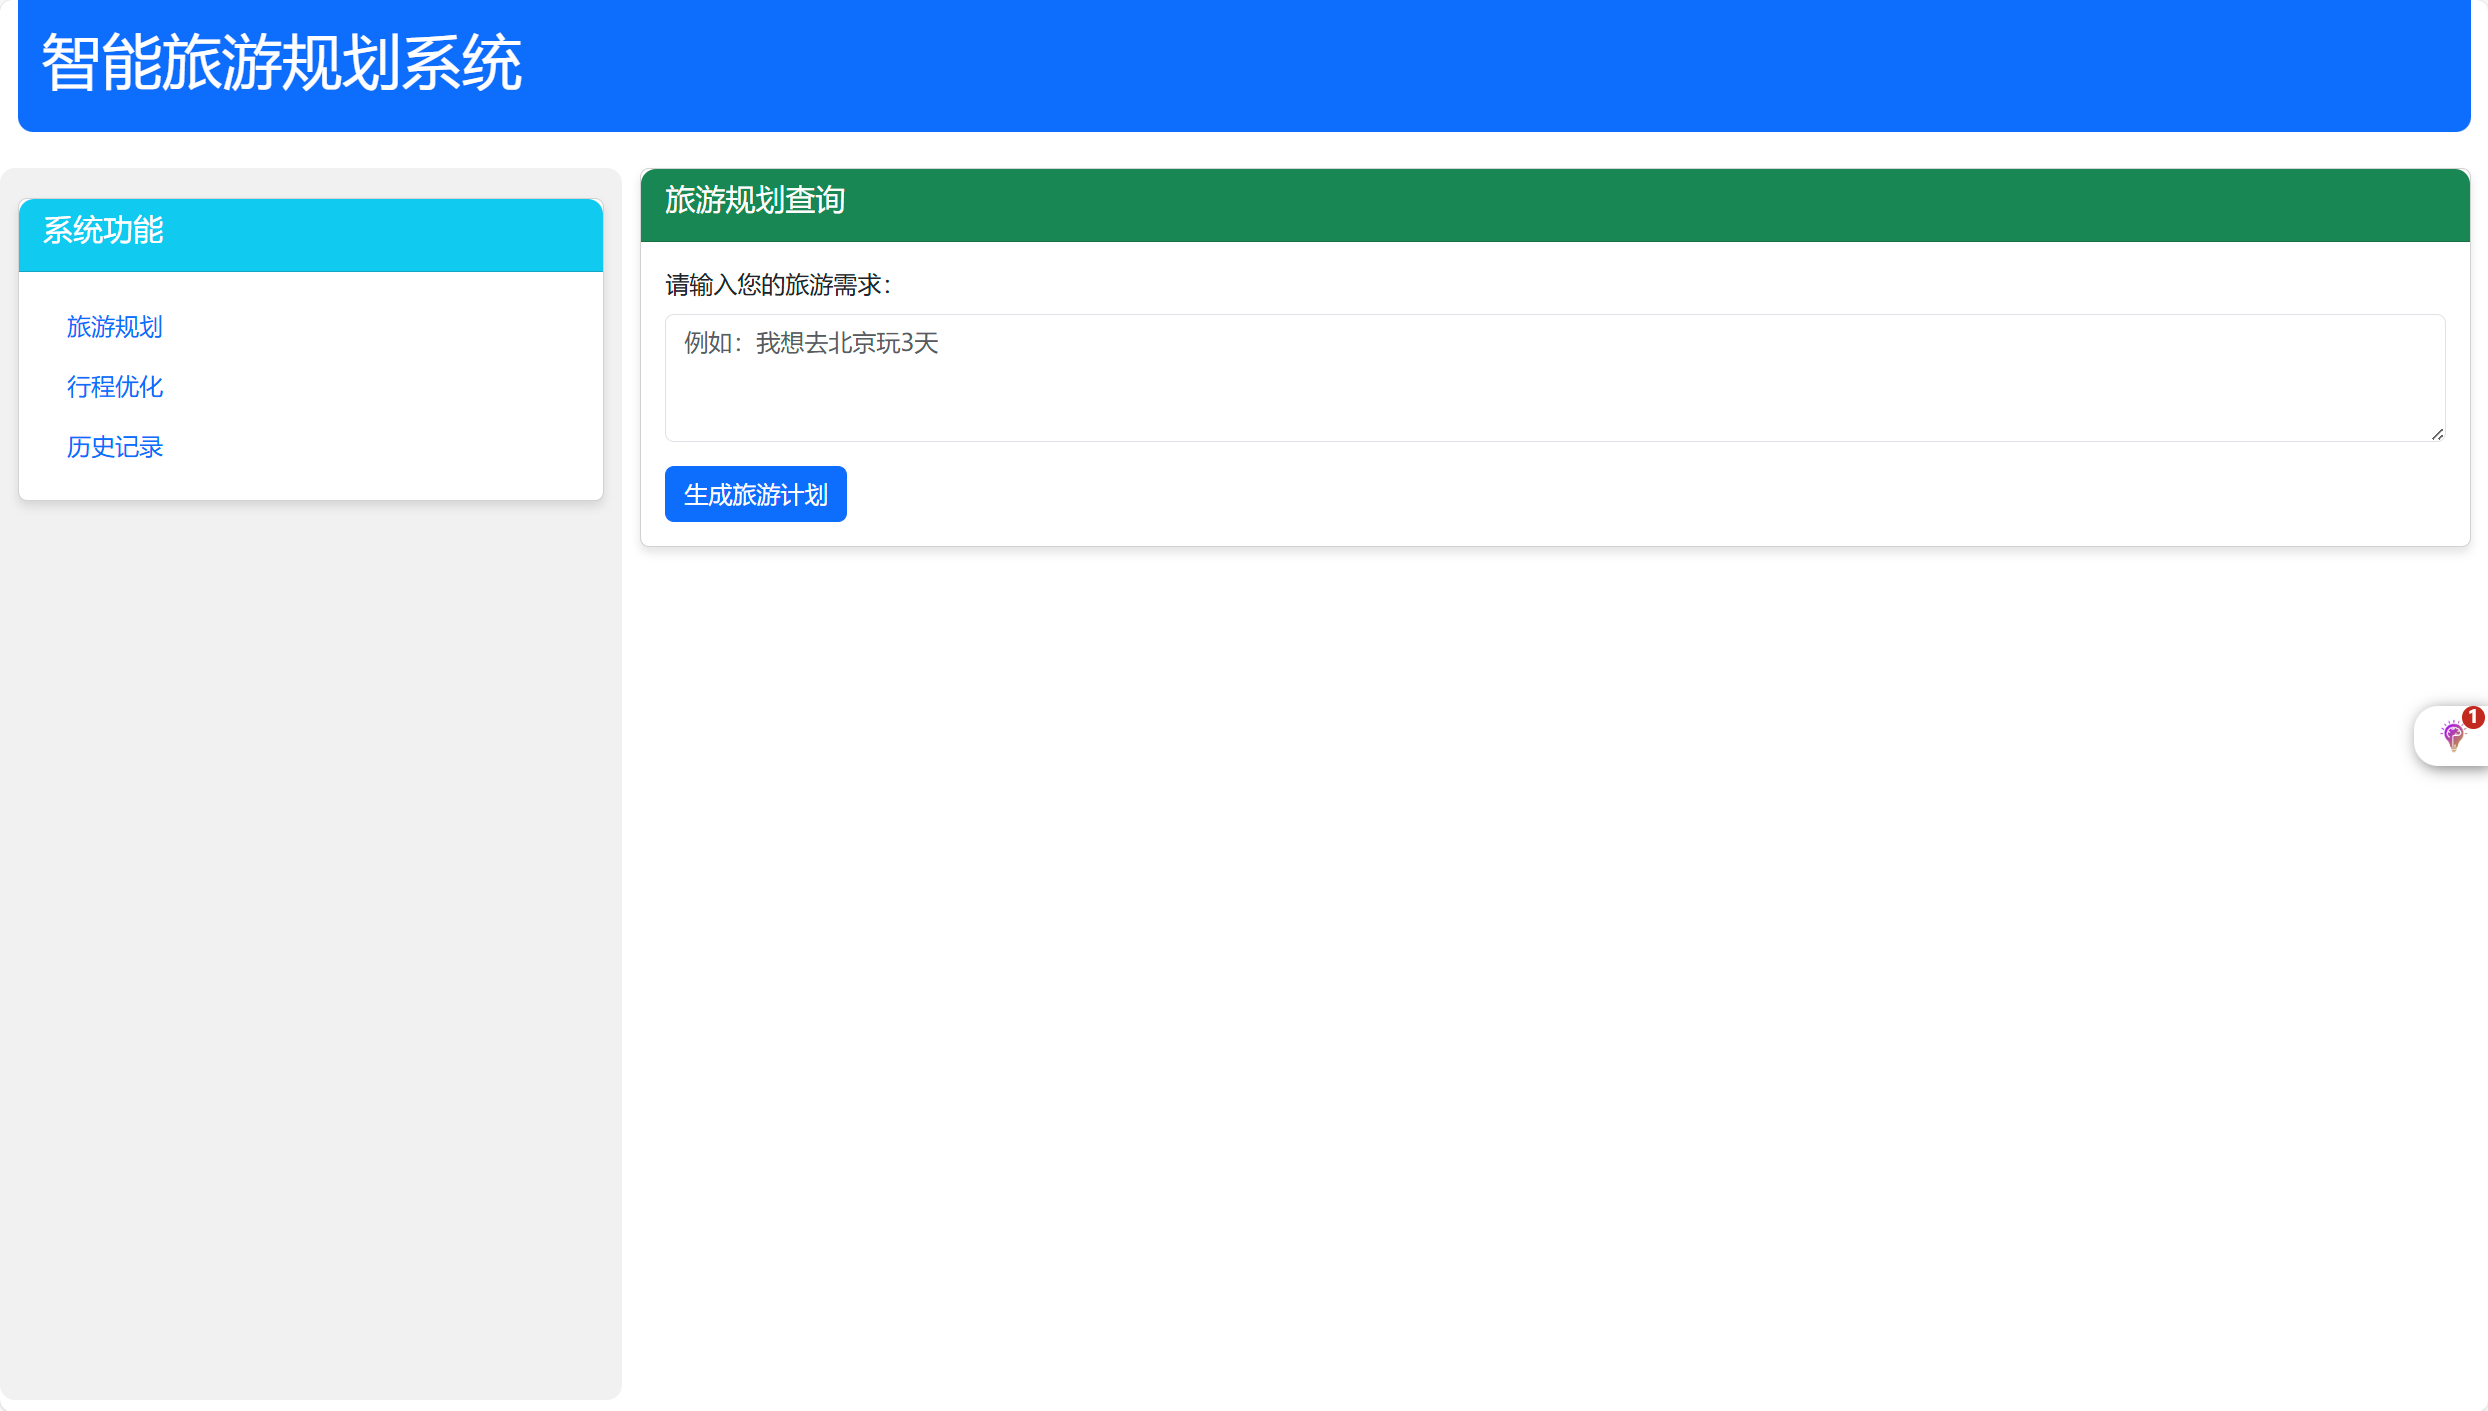 智能旅游规划系统
系统功能
旅游规划
行程优化
历史记录
旅游规划查询
请输入您的旅游需求：
例如：我想去北京玩3天
生成旅游计划
1